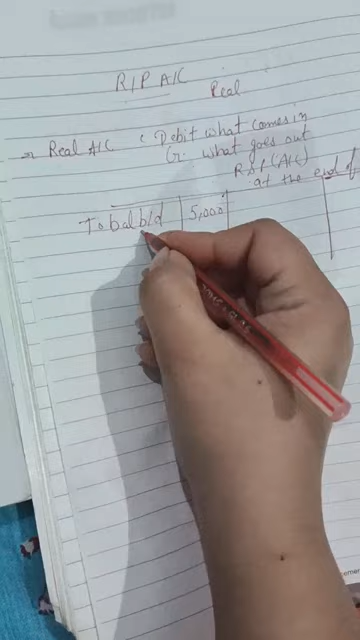 R/P A/C
Real
→ Real A/C : Debit what comes in
Cr. what goes out
R&P (A/C)
at the end of
To bal b/d 5,000